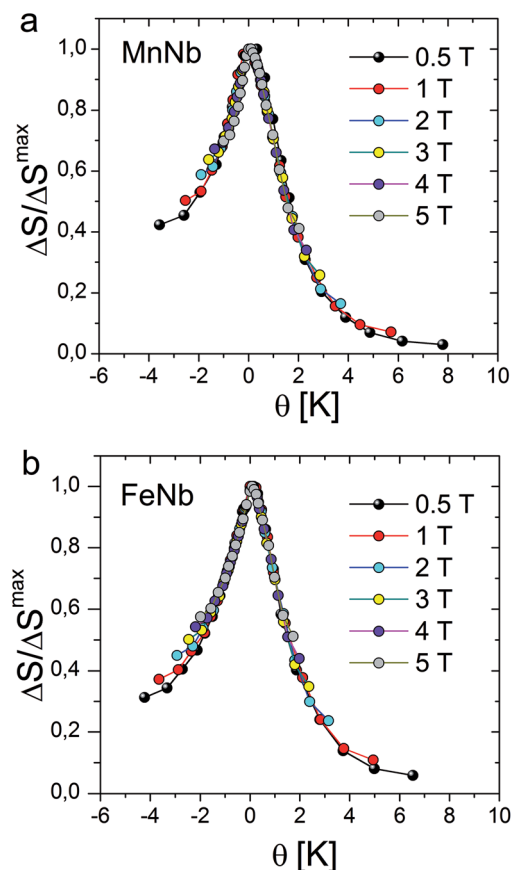 a
MnNb
0.5 T
1 T
2 T
3 T
4 T
5 T
ΔS/ΔS^max
1,0
0,8
0,6
0,4
0,2
0,0
-6 -4 -2 0 2 4 6 8 10
θ [K]
b
FeNb
0.5 T
1 T
2 T
3 T
4 T
5 T
ΔS/ΔS^max
1,0
0,8
0,6
0,4
0,2
0,0
-6 -4 -2 0 2 4 6 8 10
θ [K]